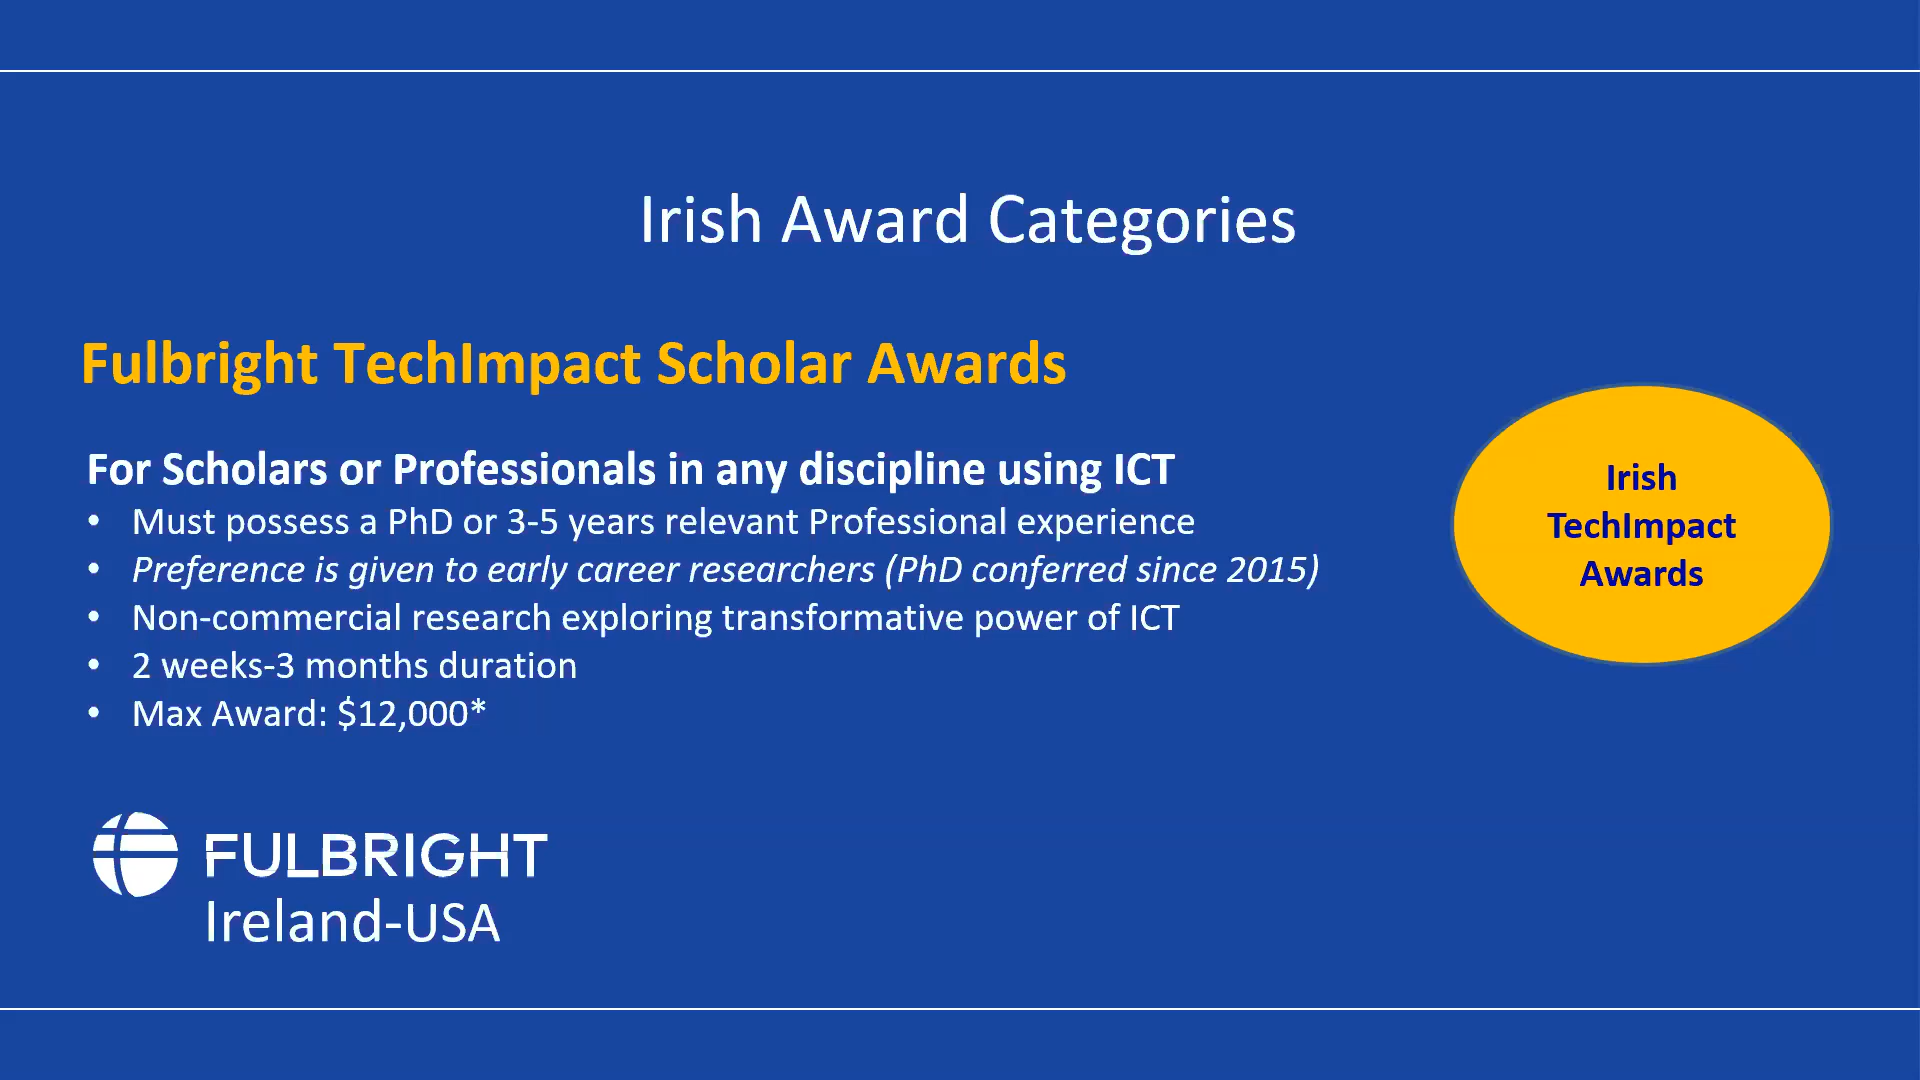 Irish Award Categories
Fulbright TechImpact Scholar Awards
For Scholars or Professionals in any discipline using ICT
• Must possess a PhD or 3-5 years relevant Professional experience
• Preference is given to early career researchers (PhD conferred since 2015)
• Non-commercial research exploring transformative power of ICT
• 2 weeks-3 months duration
• Max Award: $12,000*
Irish
TechImpact
Awards
FULBRIGHT
Ireland-USA